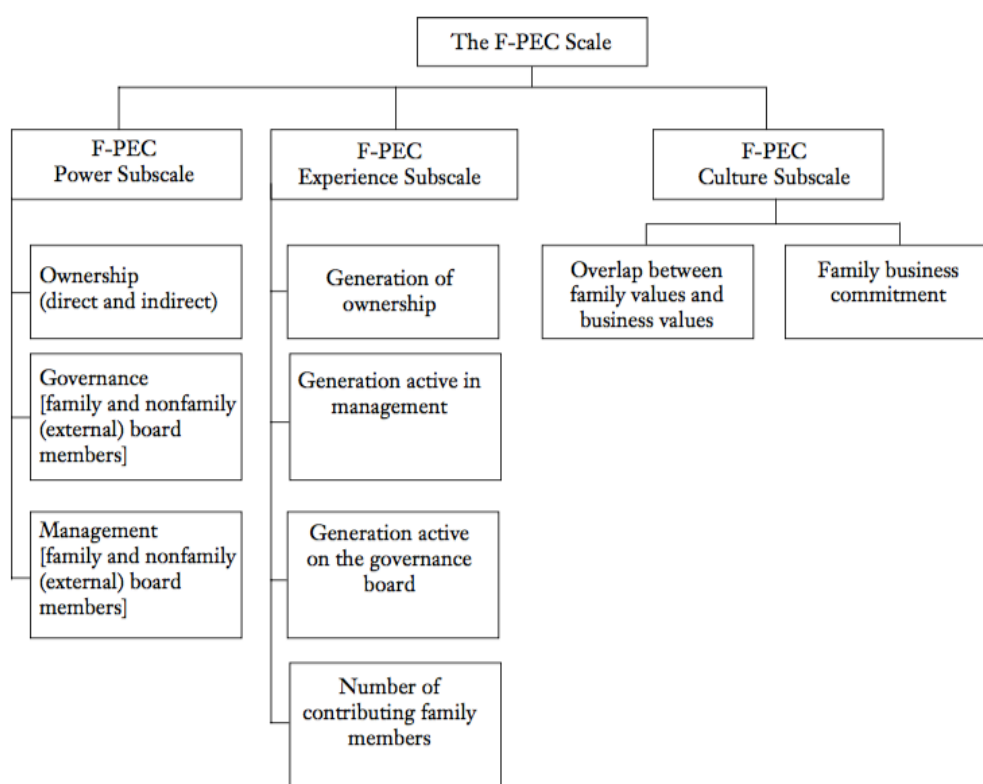 The F-PEC Scale
F-PEC
Power Subscale
F-PEC
Experience Subscale
F-PEC
Culture Subscale
Ownership
(direct and indirect)
Governance
[family and nonfamily
(external) board
members]
Management
[family and nonfamily
(external) board
members]
Generation of
ownership
Generation active in
management
Generation active
on the governance
board
Number of
contributing family
members
Overlap between
family values and
business values
Family business
commitment